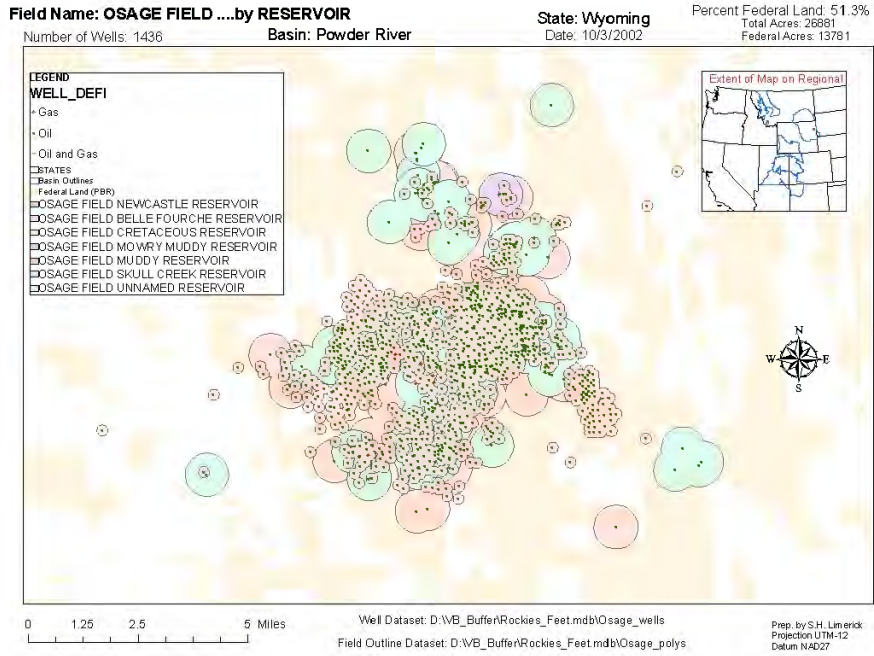 Field Name: OSAGE FIELD ....by RESERVOIR
State: Wyoming
Percent Federal Land: 51.3%
Number of Wells: 1436
Basin: Powder River
Date: 10/3/2002
Total Acres: 26881
Federal Acres: 13781
LEGEND
WELL_DEFI
Gas
Oil
Oil and Gas
STATES
Basin Outlines
Federal Land (PBR)
OSAGE FIELD NEWCASTLE RESERVOIR
OSAGE FIELD BELLE FOURCHE RESERVOIR
OSAGE FIELD CRETACEOUS RESERVOIR
OSAGE FIELD MOWRY MUDDY RESERVOIR
OSAGE FIELD MUDDY RESERVOIR
OSAGE FIELD SKULL CREEK RESERVOIR
OSAGE FIELD UNNAMED RESERVOIR
Extent of Map on Regional
N
W E
S
0 1.25 2.5 5 Miles
Well Dataset: D:\VB_Buffer\Rockies_Feet.mdb\Osage_wells
Field Outline Dataset: D:\VB_Buffer\Rockies_Feet.mdb\Osage_polys
Prep. by S.H. Limerick
Projection UTM-12
Datum NAD27